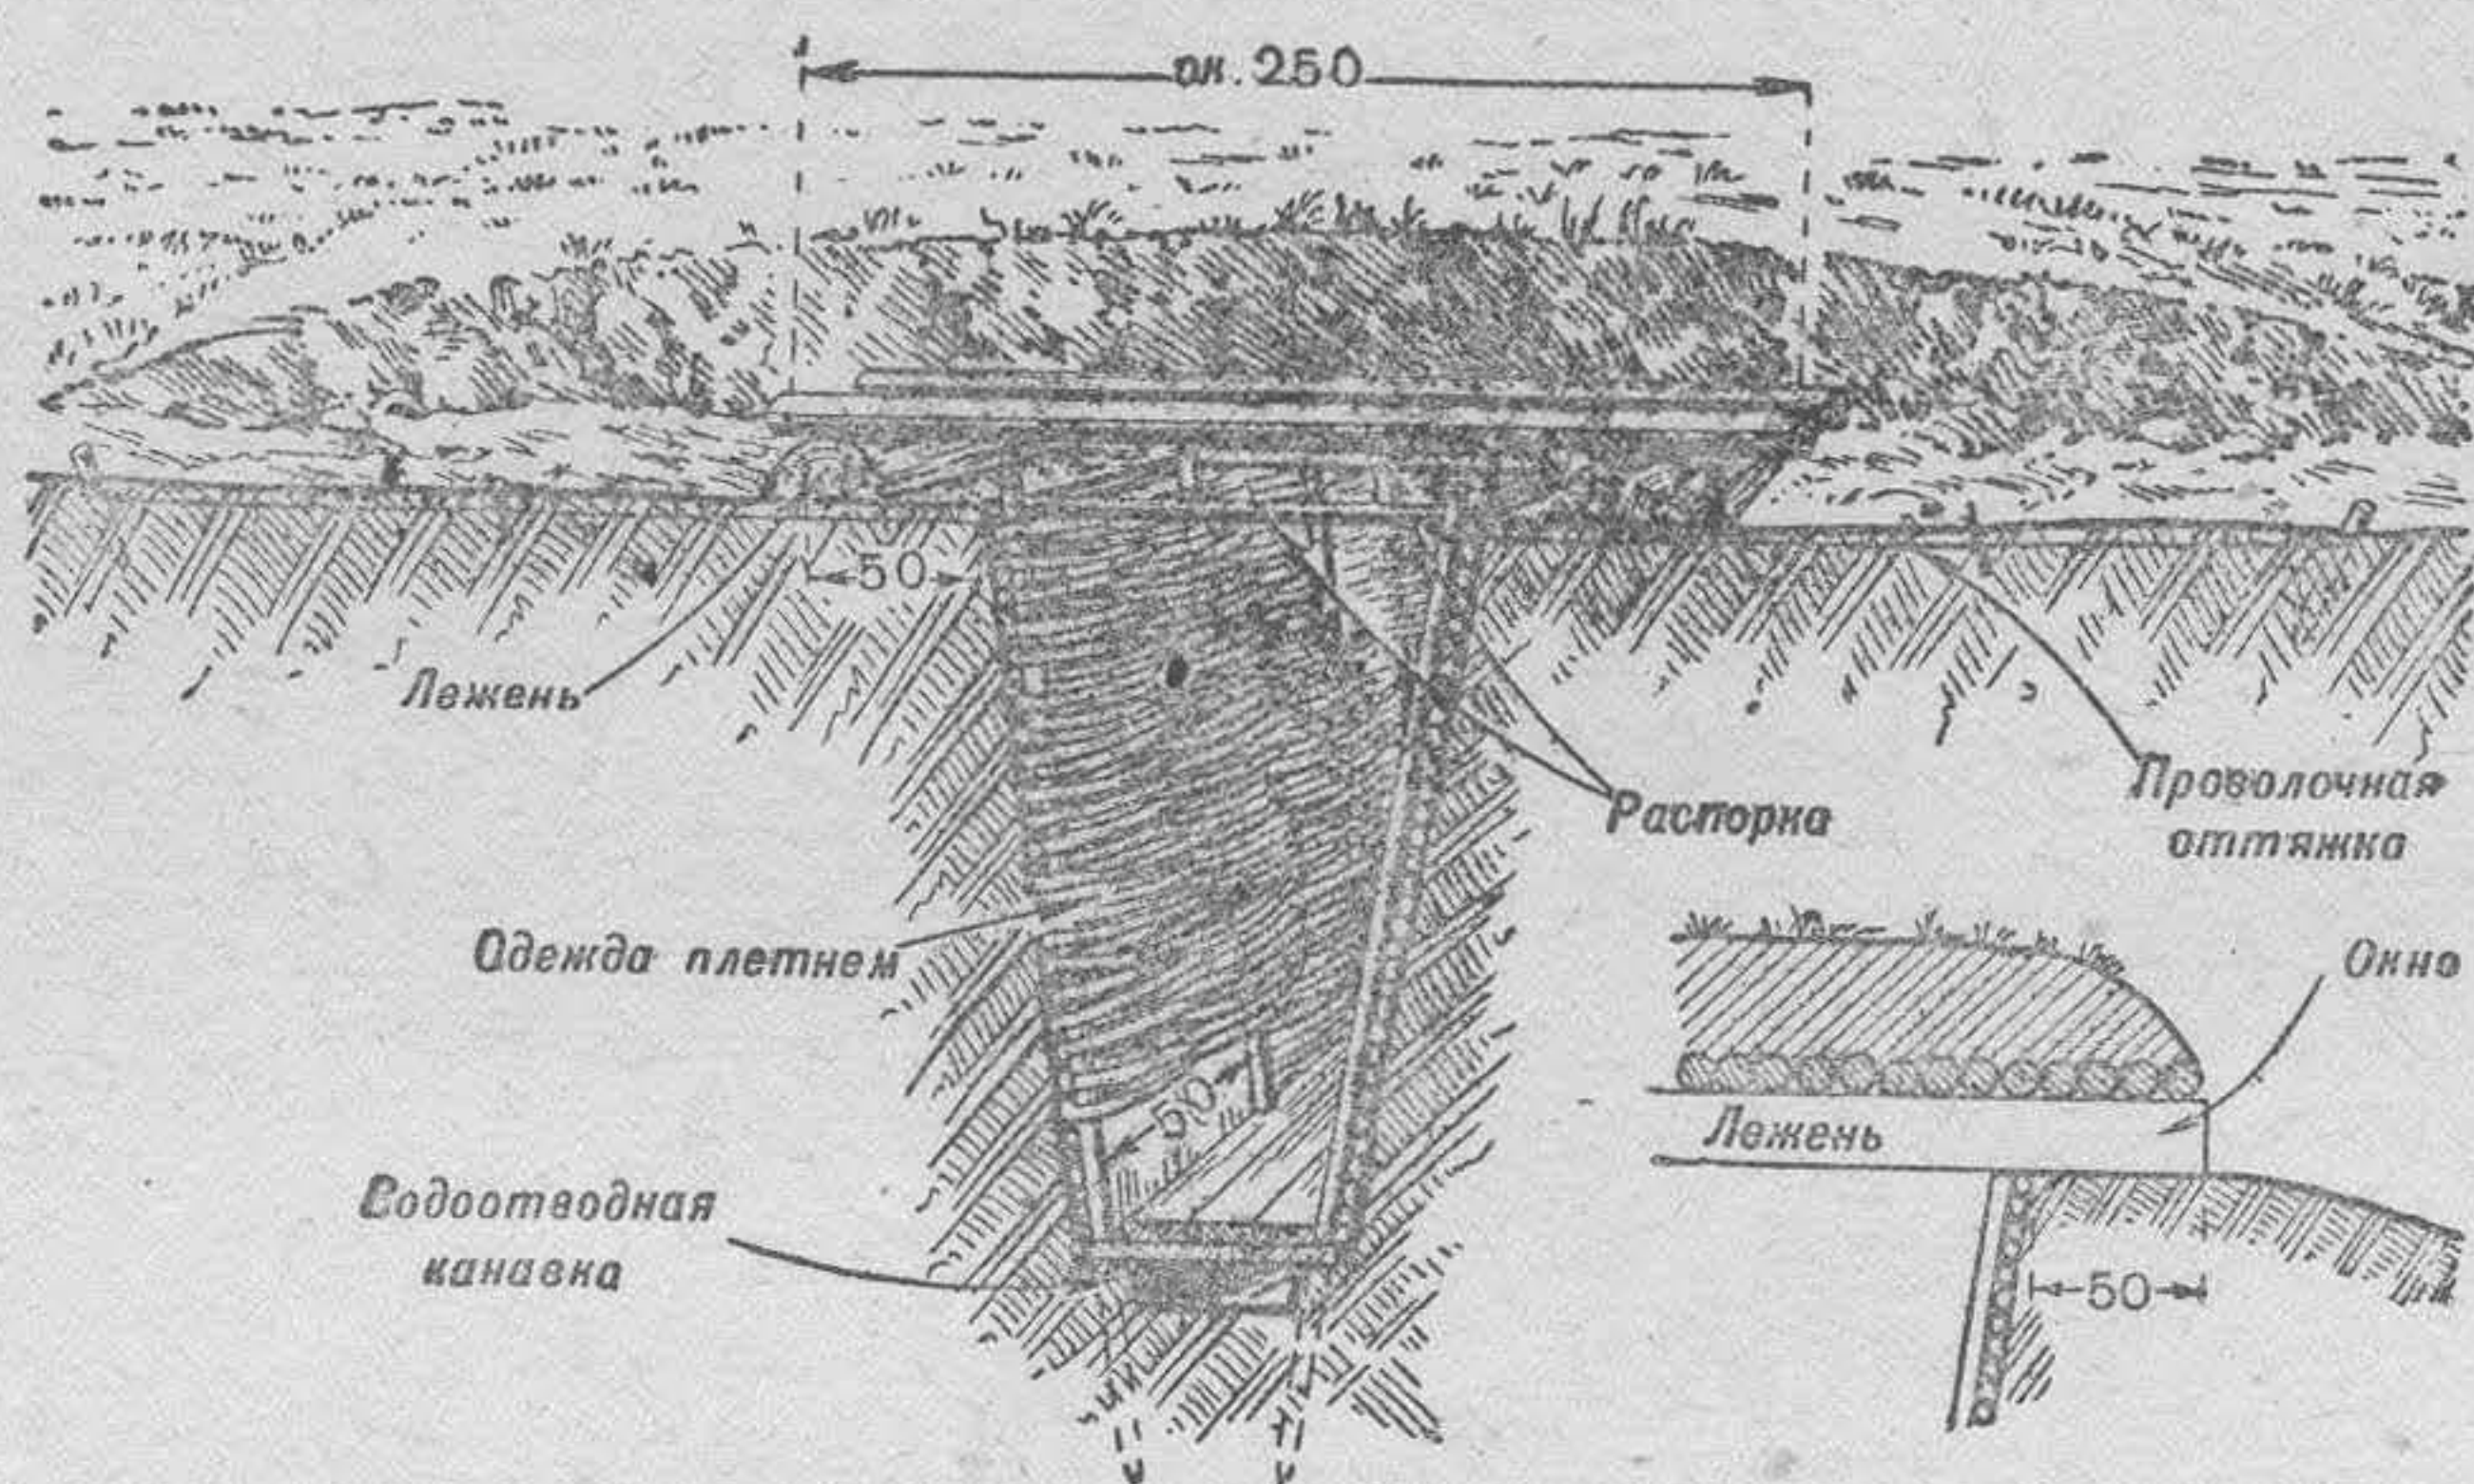 ок. 250
50
Лежень
Распорка
Проволочная
оттяжка
Одежда плетнем
Окно
50
Лежень
Водоотводная
канавка
50